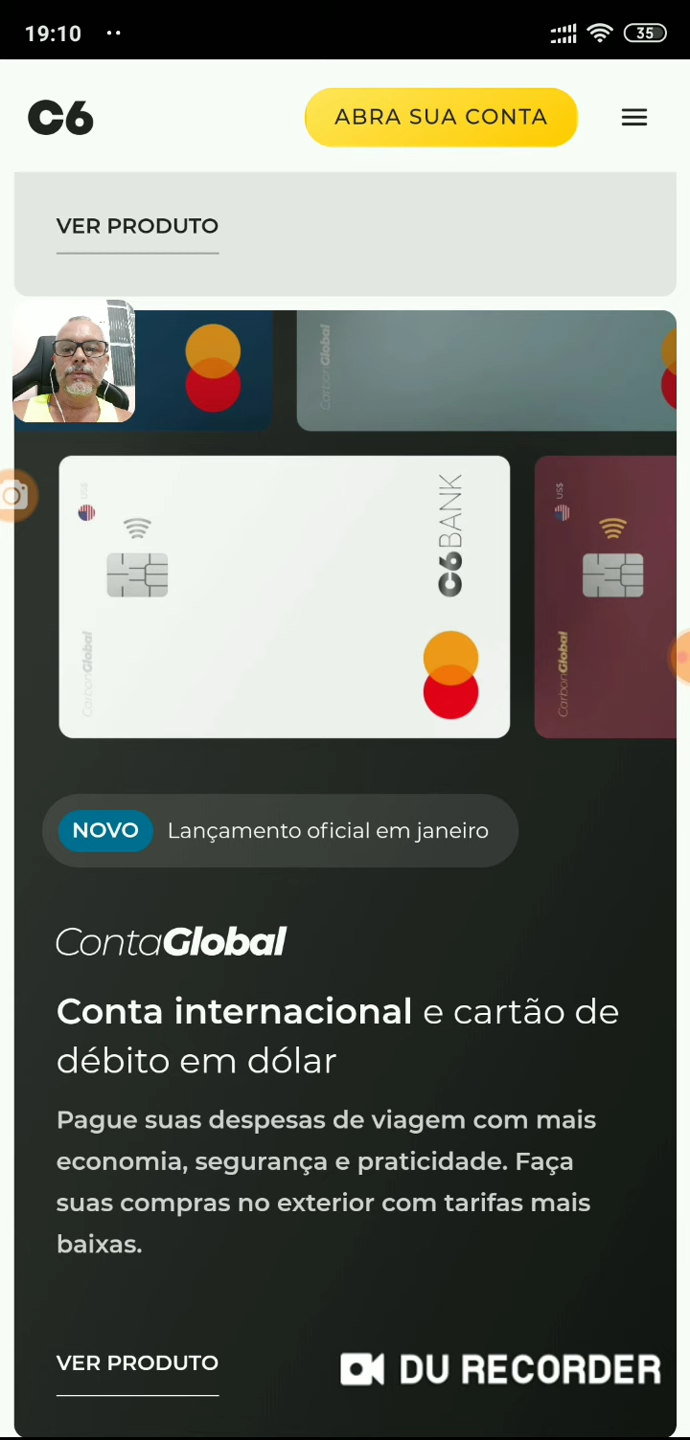 19:10
35
C6
ABRA SUA CONTA
VER PRODUTO
CarbonGlobal
US$
C6BANK
CarbonGlobal
US$
CarbonGlobal
NOVO Lançamento oficial em janeiro
ContaGlobal
Conta internacional e cartão de
débito em dólar
Pague suas despesas de viagem com mais
economia, segurança e praticidade. Faça
suas compras no exterior com tarifas mais
baixas.
VER PRODUTO
DU RECORDER